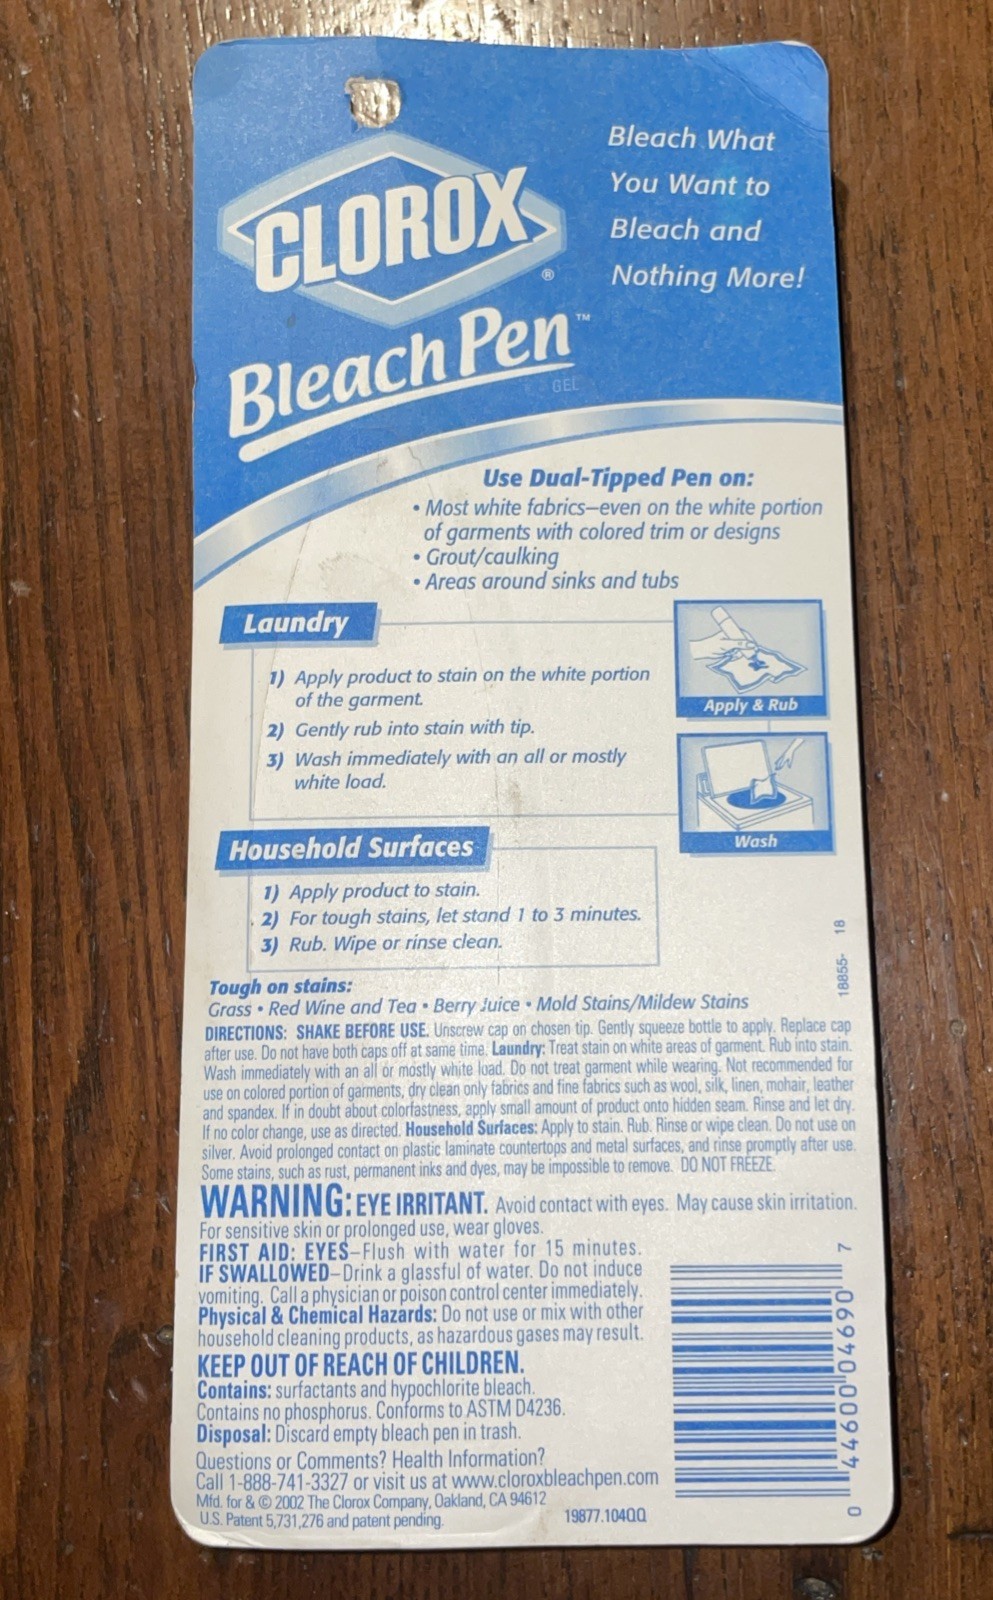 CLOROX
®
Bleach Pen™
GEL
Bleach What
You Want to
Bleach and
Nothing More!
Use Dual-Tipped Pen on:
• Most white fabrics–even on the white portion
of garments with colored trim or designs
• Grout/caulking
• Areas around sinks and tubs
Laundry
1) Apply product to stain on the white portion
of the garment.
2) Gently rub into stain with tip.
3) Wash immediately with an all or mostly
white load.
Apply & Rub
Wash
Household Surfaces
1) Apply product to stain.
2) For tough stains, let stand 1 to 3 minutes.
3) Rub. Wipe or rinse clean.
18855- 18
Tough on stains:
Grass • Red Wine and Tea • Berry Juice • Mold Stains/Mildew Stains
DIRECTIONS: SHAKE BEFORE USE. Unscrew cap on chosen tip. Gently squeeze bottle to apply. Replace cap
after use. Do not have both caps off at same time. Laundry: Treat stain on white areas of garment. Rub into stain.
Wash immediately with an all or mostly white load. Do not treat garment while wearing. Not recommended for
use on colored portion of garments, dry clean only fabrics and fine fabrics such as wool, silk, linen, mohair, leather
and spandex. If in doubt about colorfastness, apply small amount of product onto hidden seam. Rinse and let dry.
If no color change, use as directed. Household Surfaces: Apply to stain. Rub. Rinse or wipe clean. Do not use on
silver. Avoid prolonged contact on plastic laminate countertops and metal surfaces, and rinse promptly after use.
Some stains, such as rust, permanent inks and dyes, may be impossible to remove. DO NOT FREEZE.
WARNING: EYE IRRITANT. Avoid contact with eyes. May cause skin irritation.
For sensitive skin or prolonged use, wear gloves.
FIRST AID: EYES–Flush with water for 15 minutes.
IF SWALLOWED–Drink a glassful of water. Do not induce
vomiting. Call a physician or poison control center immediately.
Physical & Chemical Hazards: Do not use or mix with other
household cleaning products, as hazardous gases may result.
KEEP OUT OF REACH OF CHILDREN.
Contains: surfactants and hypochlorite bleach.
Contains no phosphorus. Conforms to ASTM D4236.
Disposal: Discard empty bleach pen in trash.
Questions or Comments? Health Information?
Call 1-888-741-3327 or visit us at www.cloroxbleachpen.com
Mfd. for & © 2002 The Clorox Company, Oakland, CA 94612
U.S. Patent 5,731,276 and patent pending.
19877.104QQ
0 44600 04690 7